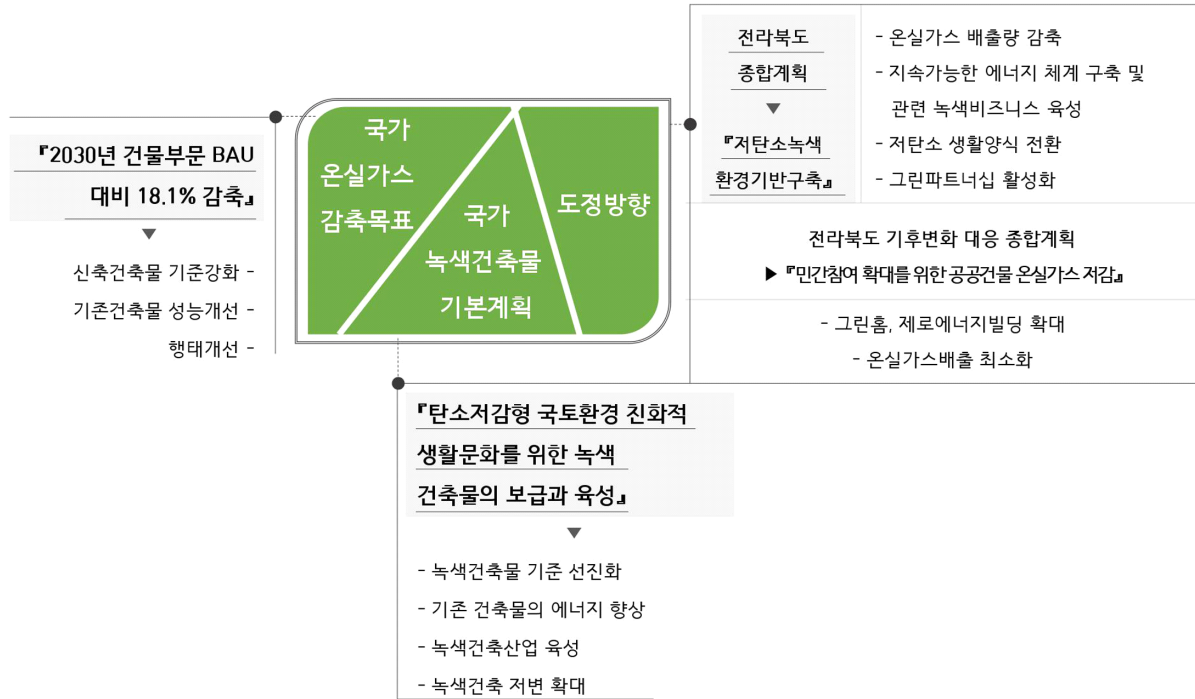 국가
온실가스
감축목표
국가
녹색건축물
기본계획
도정방향
『2030년 건물부문 BAU
대비 18.1% 감축』
▼
신축건축물 기준강화 -
기존건축물 성능개선 -
행태개선 -
전라북도
종합계획
▼
『저탄소녹색
환경기반구축』
- 온실가스 배출량 감축
- 지속가능한 에너지 체계 구축 및
관련 녹색비즈니스 육성
- 저탄소 생활양식 전환
- 그린파트너십 활성화
전라북도 기후변화 대응 종합계획
▶ 『민간참여 확대를 위한 공공건물 온실가스 저감』
- 그린홈, 제로에너지빌딩 확대
- 온실가스배출 최소화
『탄소저감형 국토환경 친화적
생활문화를 위한 녹색
건축물의 보급과 육성』
▼
- 녹색건축물 기준 선진화
- 기존 건축물의 에너지 향상
- 녹색건축산업 육성
- 녹색건축 저변 확대